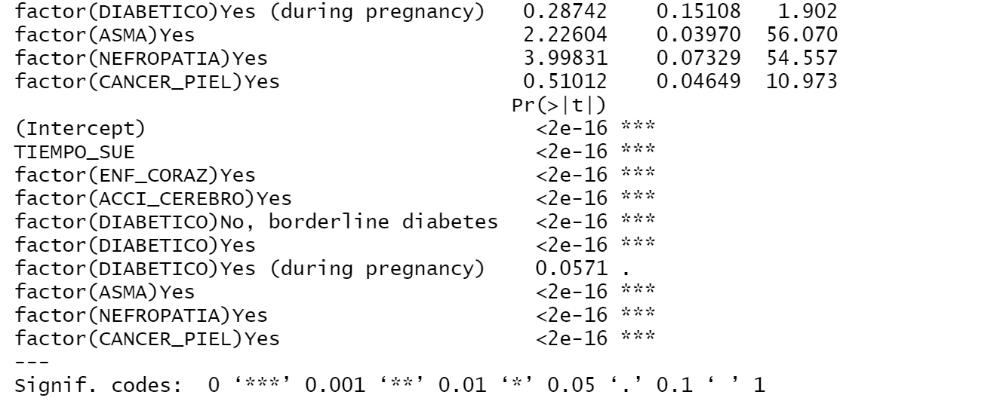 factor(DIABETICO)Yes (during pregnancy) 0.28742 0.15108 1.902
factor(ASMA)Yes 2.22604 0.03970 56.070
factor(NEFROPATIA)Yes 3.99831 0.07329 54.557
factor(CANCER_PIEL)Yes 0.51012 0.04649 10.973
Pr(>|t|)
(Intercept) <2e-16 ***
TIEMPO_SUE <2e-16 ***
factor(ENF_CORAZ)Yes <2e-16 ***
factor(ACCI_CEREBRO)Yes <2e-16 ***
factor(DIABETICO)No, borderline diabetes <2e-16 ***
factor(DIABETICO)Yes <2e-16 ***
factor(DIABETICO)Yes (during pregnancy) 0.0571 .
factor(ASMA)Yes <2e-16 ***
factor(NEFROPATIA)Yes <2e-16 ***
factor(CANCER_PIEL)Yes <2e-16 ***
---
Signif. codes: 0 ‘***’ 0.001 ‘**’ 0.01 ‘*’ 0.05 ‘.’ 0.1 ‘ ’ 1